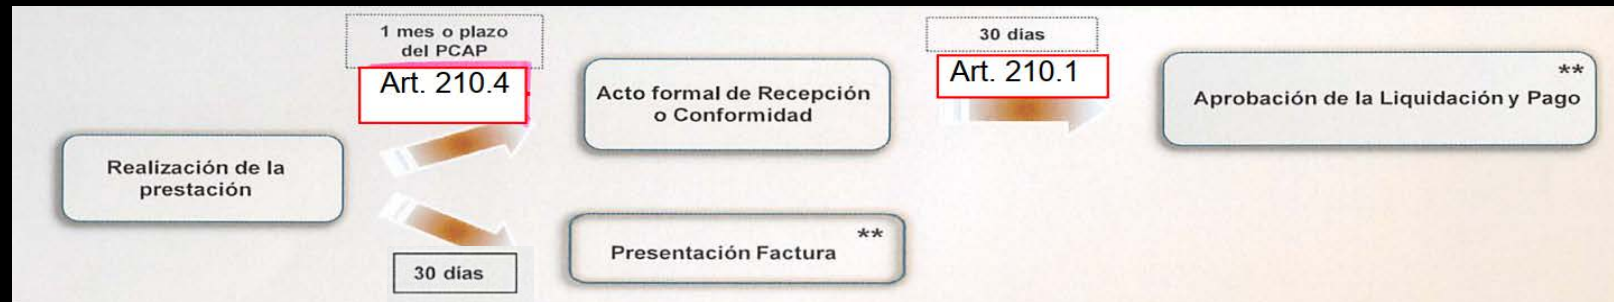 1 mes o plazo
del PCAP
Art. 210.4
30 dias
Art. 210.1
Acto formal de Recepción
o Conformidad
**
Aprobación de la Liquidación y Pago
Realización de la
prestación
**
Presentación Factura
30 días